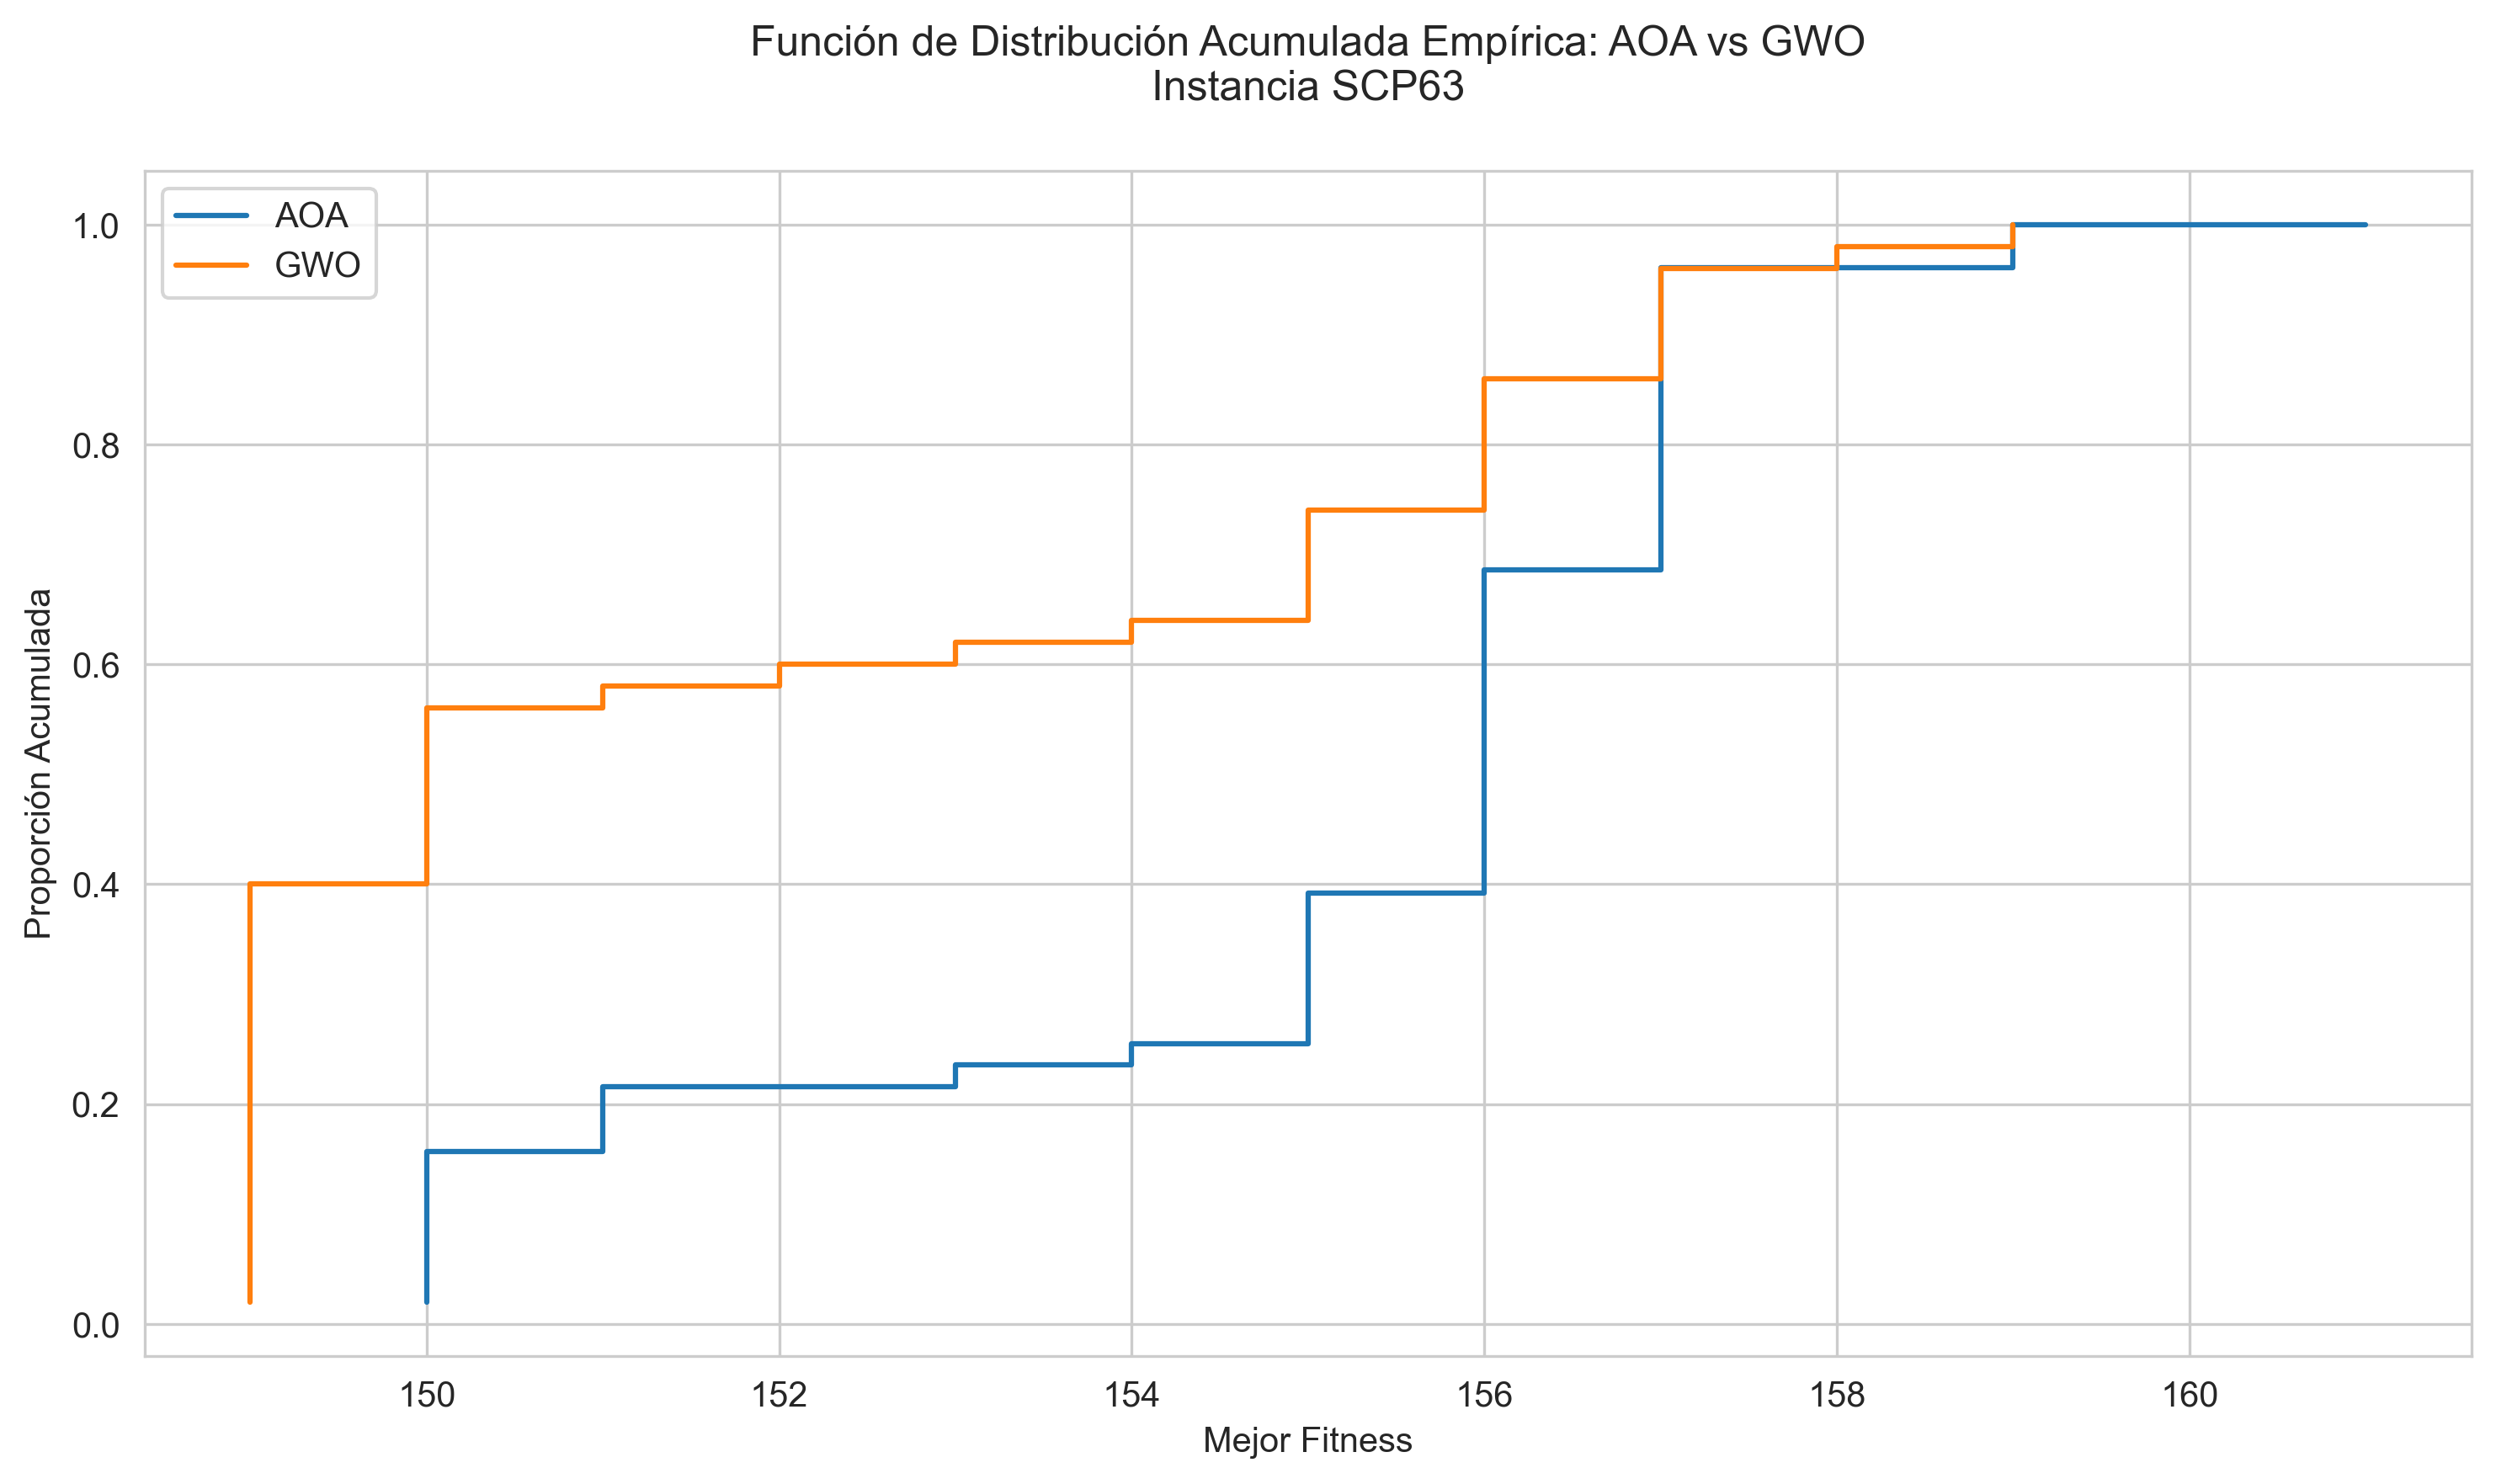 Función de Distribución Acumulada Empírica: AOA vs GWO
Instancia SCP63
AOA
GWO
1.0
0.8
0.6
0.4
0.2
0.0
Proporción Acumulada
150
152
154
156
158
160
Mejor Fitness